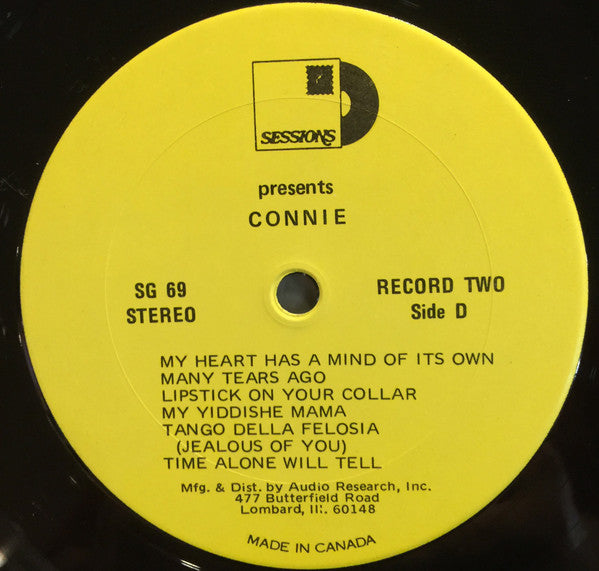 SESSIONS
presents
CONNIE
SG 69
STEREO
RECORD TWO
Side D
MY HEART HAS A MIND OF ITS OWN
MANY TEARS AGO
LIPSTICK ON YOUR COLLAR
MY YIDDISHE MAMA
TANGO DELLA FELOSIA
(JEALOUS OF YOU)
TIME ALONE WILL TELL
Mfg. & Dist. by Audio Research, Inc.
477 Butterfield Road
Lombard, Ill. 60148
MADE IN CANADA